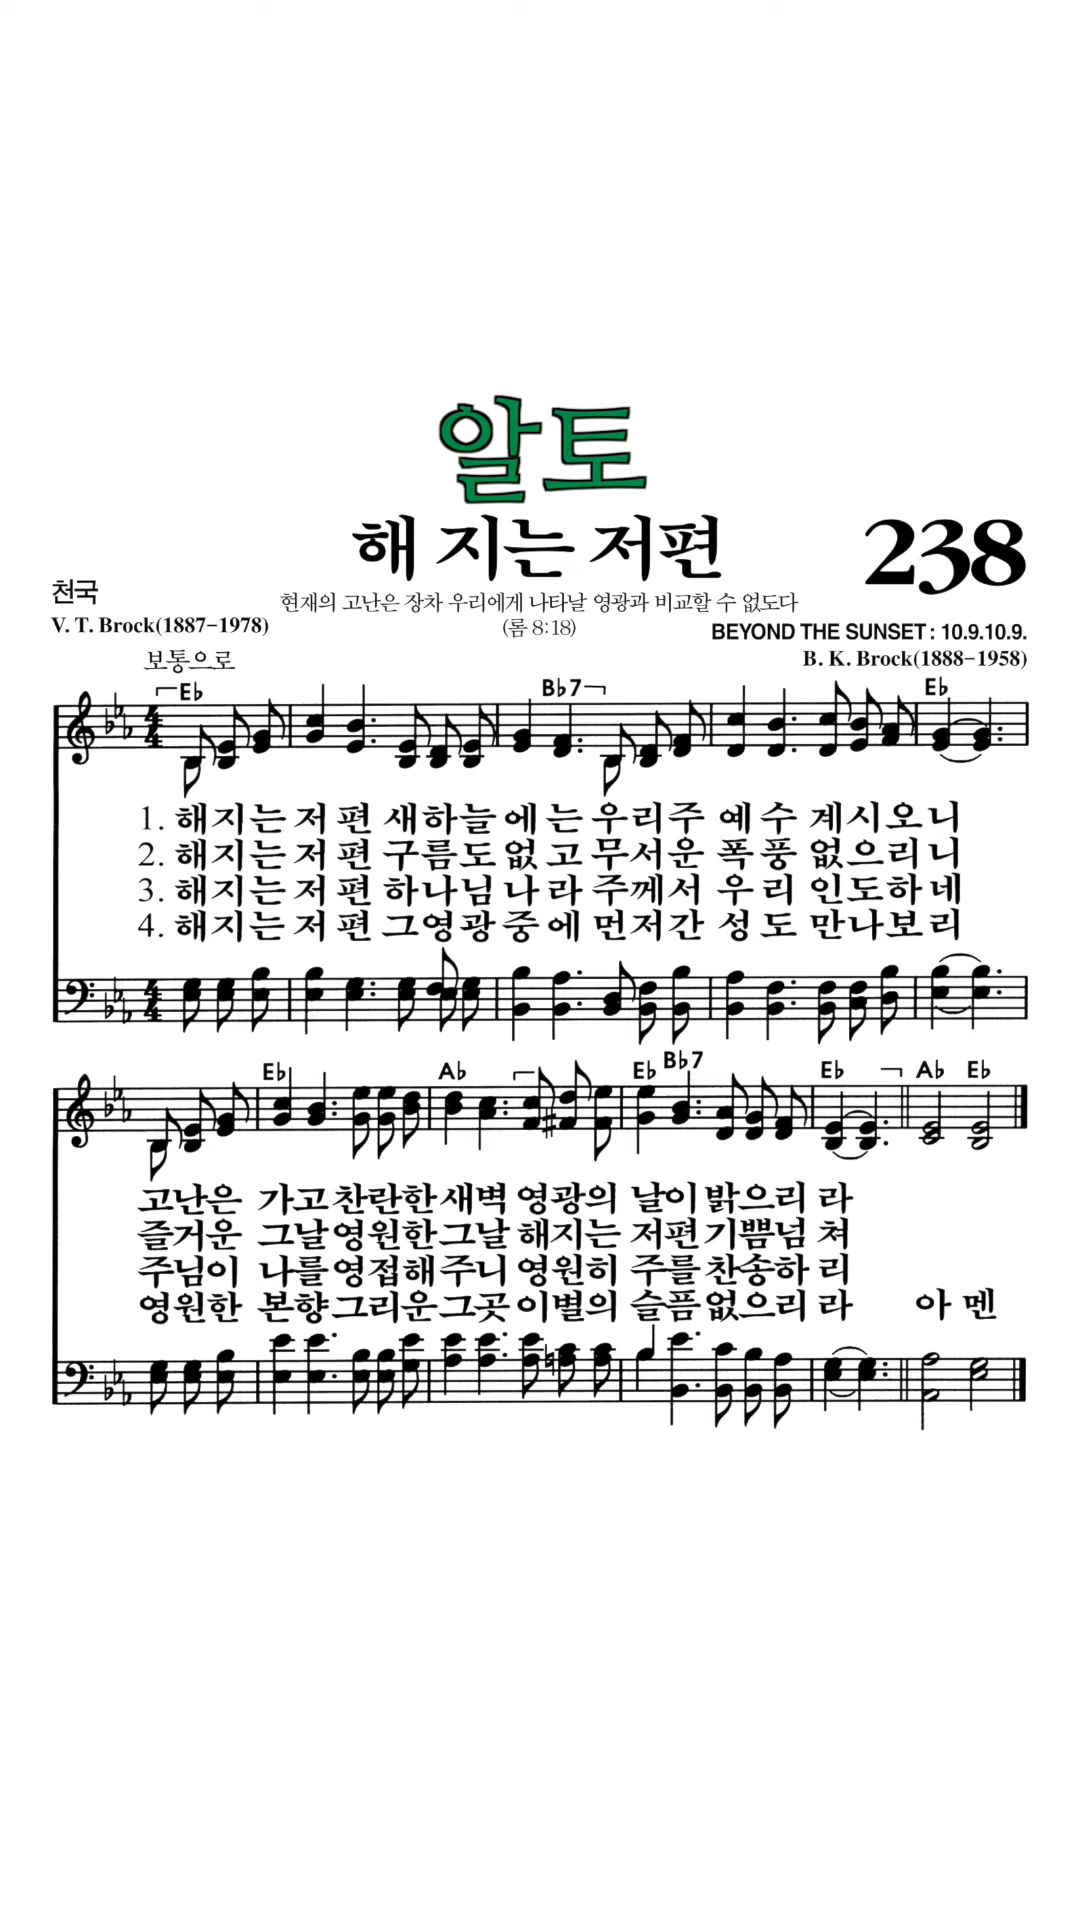 알토
해 지는 저편
238
천국
현재의 고난은 장차 우리에게 나타날 영광과 비교할 수 없도다
V. T. Brock(1887-1978)
(롬 8:18)
BEYOND THE SUNSET : 10.9.10.9.
보통으로
B. K. Brock(1888-1958)
E♭ B♭7 E♭
1. 해지는 저 편 새하늘 에 는 우리주 예 수 계시오니
2. 해지는 저 편 구름도 없 고 무서운 폭 풍 없으리니
3. 해지는 저 편 하나님 나 라 주께서 우 리 인도하네
4. 해지는 저 편 그영광 중 에 먼저간 성 도 만나보리
E♭ A♭ E♭ B♭7 E♭ A♭ E♭
고난은 가고 찬란한 새벽 영광의 날이 밝으리 라
즐거운 그날 영원한 그날 해지는 저편 기쁨넘 쳐
주님이 나를 영접해 주니 영원히 주를 찬송하 리
영원한 본향 그리운 그곳 이별의 슬픔 없으리 라 아 멘